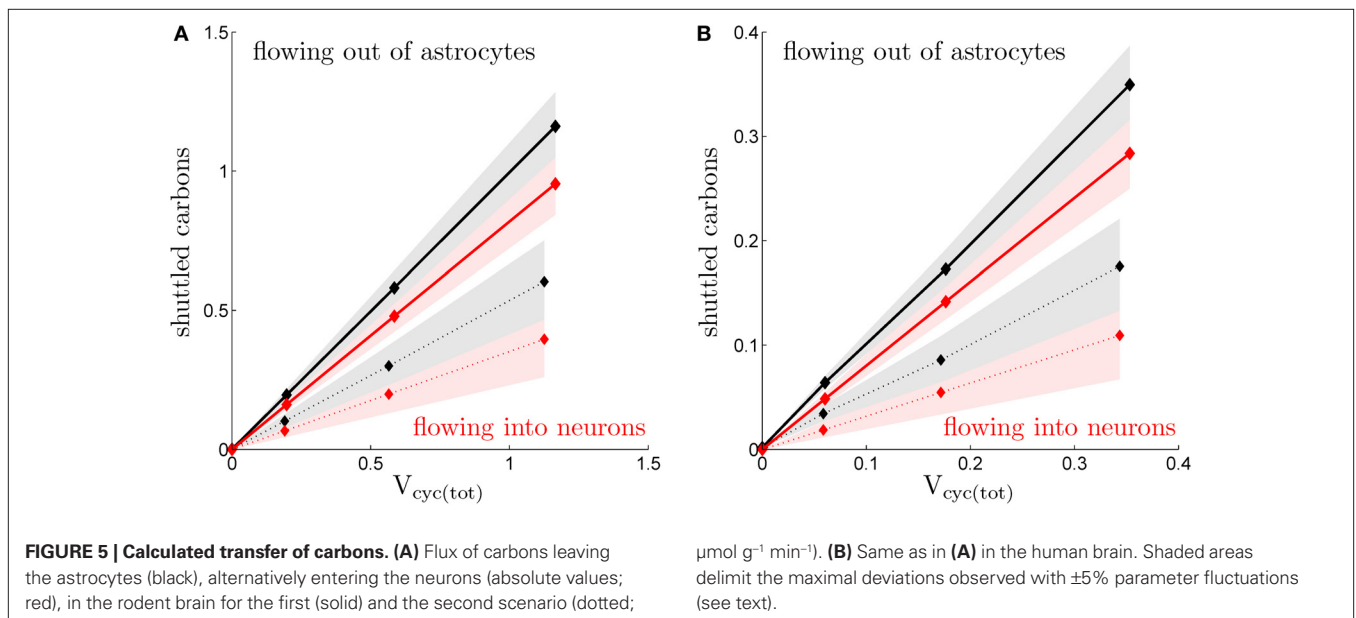 A
flowing out of astrocytes
1.5
1
0.5
0
shuttled carbons
flowing into neurons
0
0.5
1
1.5
V cyc(tot)
B
flowing out of astrocytes
0.4
0.3
0.2
0.1
0
shuttled carbons
flowing into neurons
0
0.1
0.2
0.3
0.4
V cyc(tot)
FIGURE 5 | Calculated transfer of carbons. (A) Flux of carbons leaving
the astrocytes (black), alternatively entering the neurons (absolute values;
red), in the rodent brain for the first (solid) and the second scenario (dotted;
μmol g⁻¹ min⁻¹). (B) Same as in (A) in the human brain. Shaded areas
delimit the maximal deviations observed with ±5% parameter fluctuations
(see text).